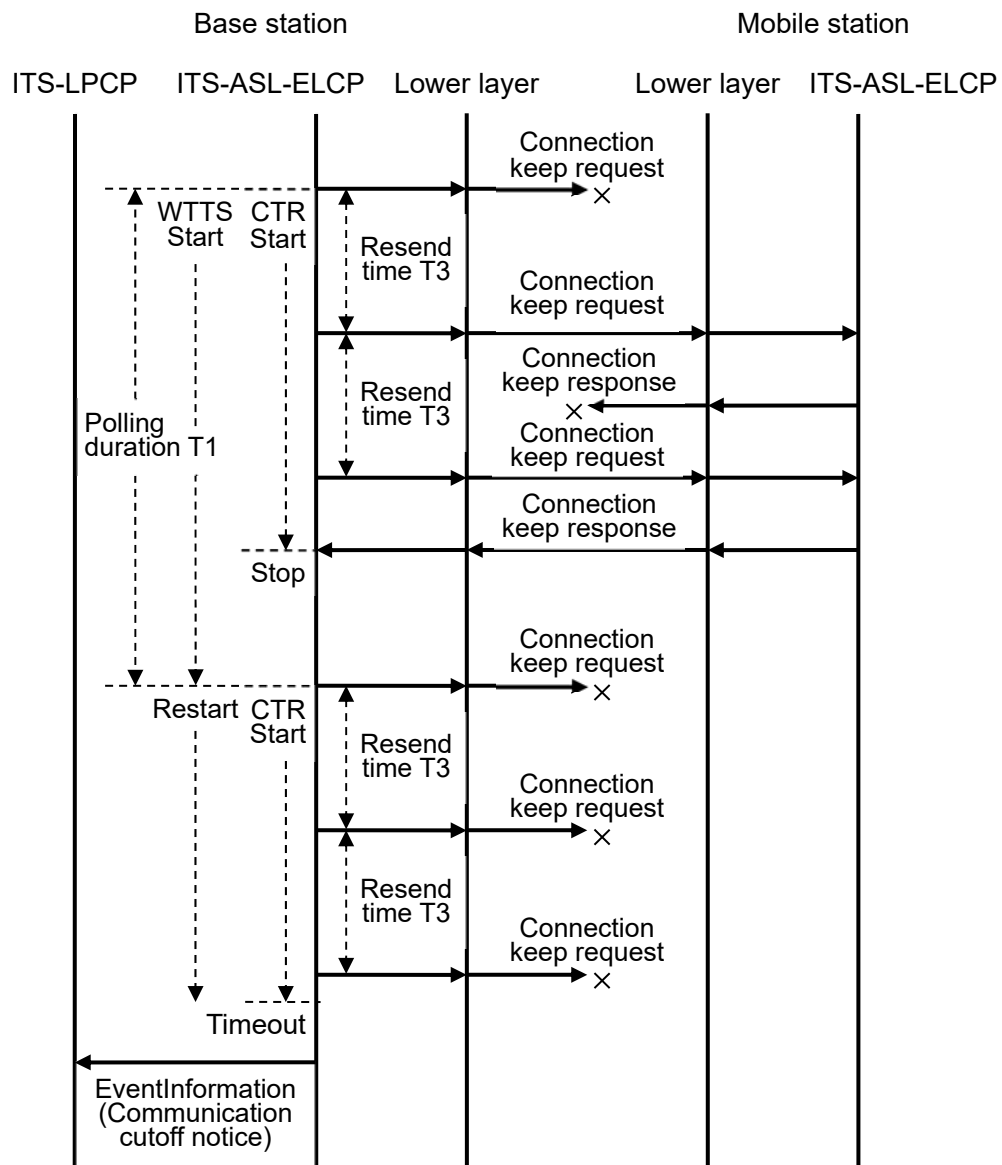 Base station
Mobile station
ITS-LPCP
ITS-ASL-ELCP
Lower layer
Lower layer
ITS-ASL-ELCP
Connection
keep request
×
WTTS
Start
CTR
Start
Resend
time T3
Connection
keep request
Connection
keep response
×
Resend
time T3
Polling
duration T1
Connection
keep request
Connection
keep response
Stop
Connection
keep request
×
Restart
CTR
Start
Resend
time T3
Connection
keep request
×
Resend
time T3
Connection
keep request
×
Timeout
EventInformation
(Communication
cutoff notice)